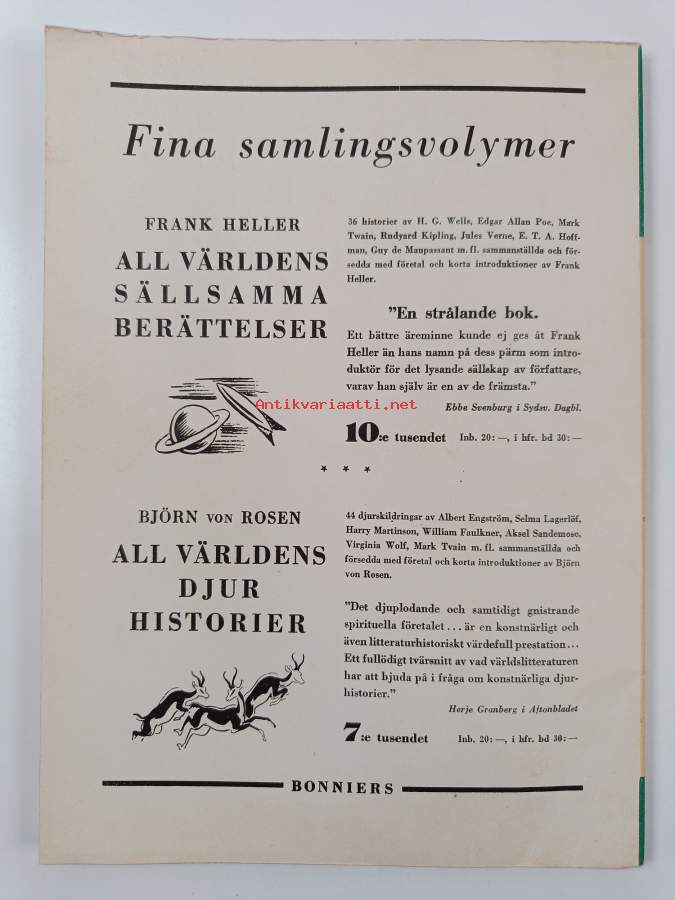 Fina samlingsvolymer
FRANK HELLER
ALL VÄRLDENS
SÄLLSAMMA
BERÄTTELSER
36 historier av H. G. Wells, Edgar Allan Poe, Mark
Twain, Rudyard Kipling, Jules Verne, E. T. A. Hoff-
man, Guy de Maupassant m. fl. sammanställda och för-
sedda med företal och korta introduktioner av Frank
Heller.
”En strålande bok.
Ett bättre äreminne kunde ej ges åt Frank
Heller än hans namn på dess pärm som intro-
duktör för det lysande sällskap av författare,
varav han själv är en av de främsta.”
Ebbe Svenburg i Sydsv. Dagbl.
10:e tusendet Inb. 20: —, i hfr. bd 30: —
Antikvariaatti.net
* * *
BJÖRN VON ROSEN
ALL VÄRLDENS
DJUR
HISTORIER
44 djurskildringar av Albert Engström, Selma Lagerlöf,
Harry Martinson, William Faulkner, Aksel Sandemose,
Virginia Wolf, Mark Tvain m. fl. sammanställda och
försedda med företal och korta introduktioner av Björn
von Rosen.
”Det djuplodande och samtidigt gnistrande
spirituella företalet . . . är en konstnärligt och
även litteraturhistoriskt värdefull prestation . . .
Ett fullödigt tvärsnitt av vad världslitteraturen
har att bjuda på i fråga om konstnärliga djur-
historier.”
Herje Granberg i Aftonbladet
7:e tusendet Inb. 20: —, i hfr. bd 30: —
BONNIERS